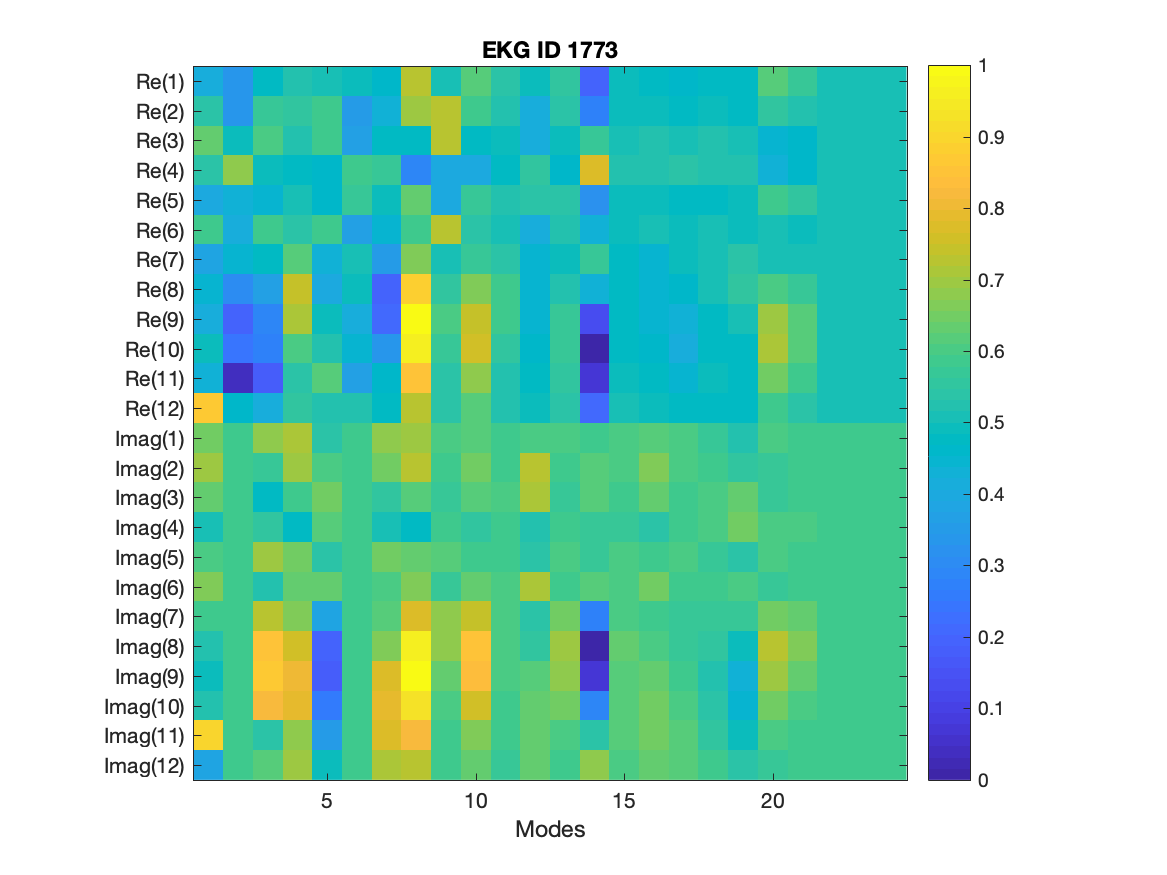 EKG ID 1773
Re(1)
Re(2)
Re(3)
Re(4)
Re(5)
Re(6)
Re(7)
Re(8)
Re(9)
Re(10)
Re(11)
Re(12)
Imag(1)
Imag(2)
Imag(3)
Imag(4)
Imag(5)
Imag(6)
Imag(7)
Imag(8)
Imag(9)
Imag(10)
Imag(11)
Imag(12)
5 10 15 20
Modes
1
0.9
0.8
0.7
0.6
0.5
0.4
0.3
0.2
0.1
0